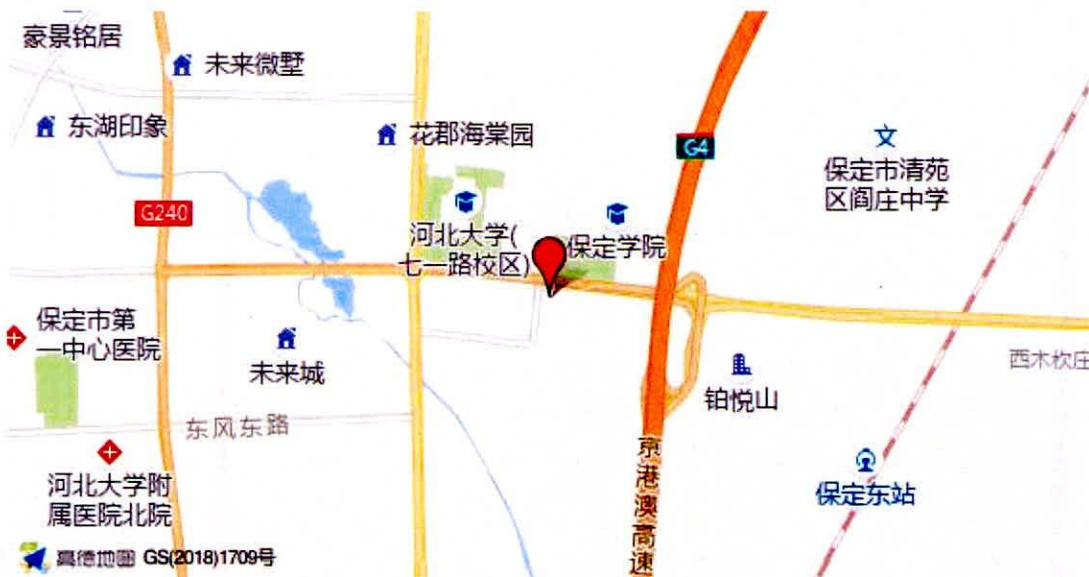 豪景铭居
未来微墅
东湖印象
花郡海棠园
G4
文
保定市清苑
区阎庄中学
G240
河北大学(
七一路校区)
保定学院
保定市第
一中心医院
未来城
西木杴庄
铂悦山
东风东路
京港澳高速
河北大学附
属医院北院
保定东站
高德地图 GS(2018)1709号